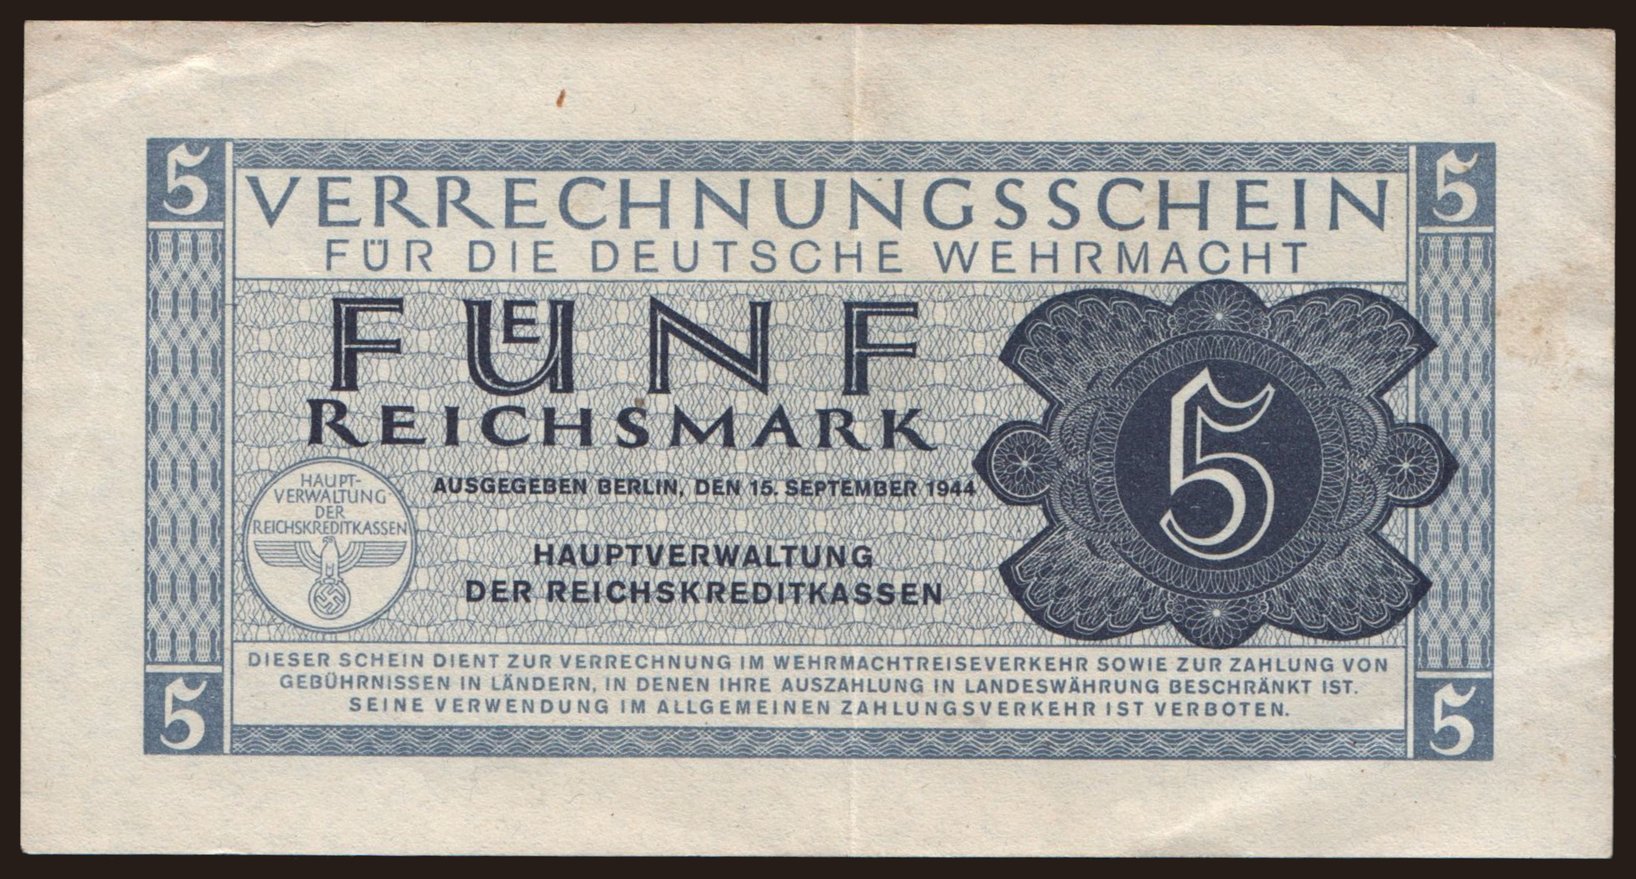 5 5
VERRECHNUNGSSCHEIN
FÜR DIE DEUTSCHE WEHRMACHT
FUENF
REICHSMARK
5
AUSGEGEBEN BERLIN, DEN 15. SEPTEMBER 1944
HAUPT-
VERWALTUNG
DER
REICHSKREDITKASSEN
HAUPTVERWALTUNG
DER REICHSKREDITKASSEN
DIESER SCHEIN DIENT ZUR VERRECHNUNG IM WEHRMACHTREISEVERKEHR SOWIE ZUR ZAHLUNG VON
GEBÜHRNISSEN IN LÄNDERN, IN DENEN IHRE AUSZAHLUNG IN LANDESWÄHRUNG BESCHRÄNKT IST.
SEINE VERWENDUNG IM ALLGEMEINEN ZAHLUNGSVERKEHR IST VERBOTEN.
5 5